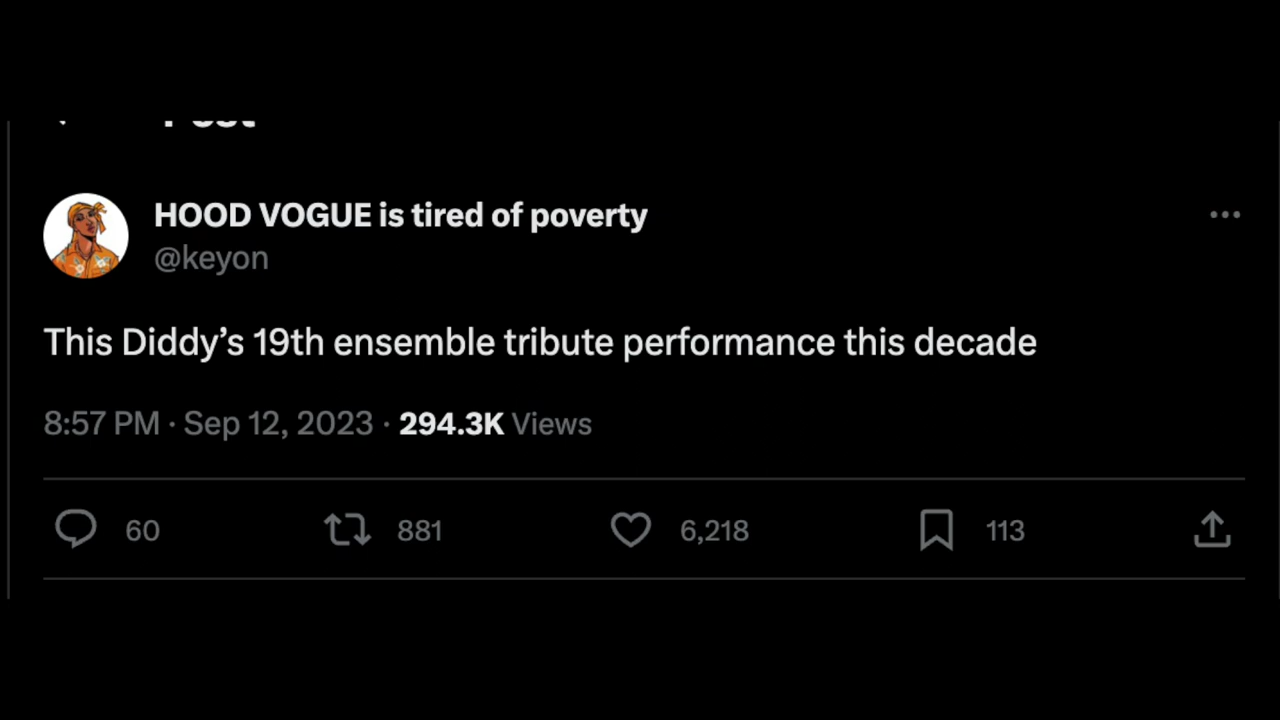 Post
HOOD VOGUE is tired of poverty
@keyon
This Diddy’s 19th ensemble tribute performance this decade
8:57 PM · Sep 12, 2023 · 294.3K Views
60 881 6,218 113